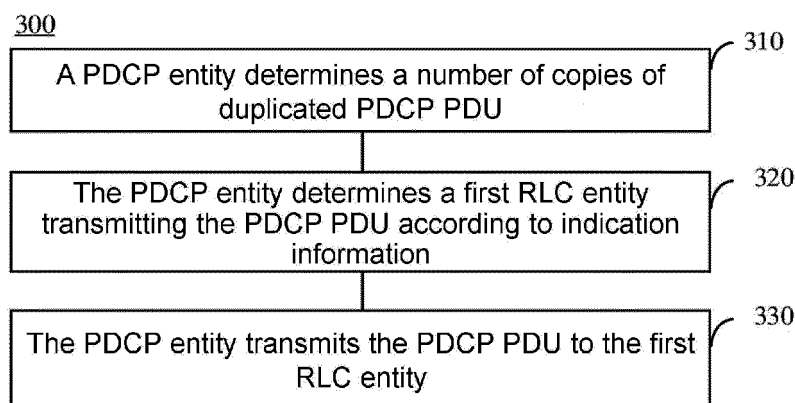 300
310
A PDCP entity determines a number of copies of
duplicated PDCP PDU
320
The PDCP entity determines a first RLC entity
transmitting the PDCP PDU according to indication
information
330
The PDCP entity transmits the PDCP PDU to the first
RLC entity